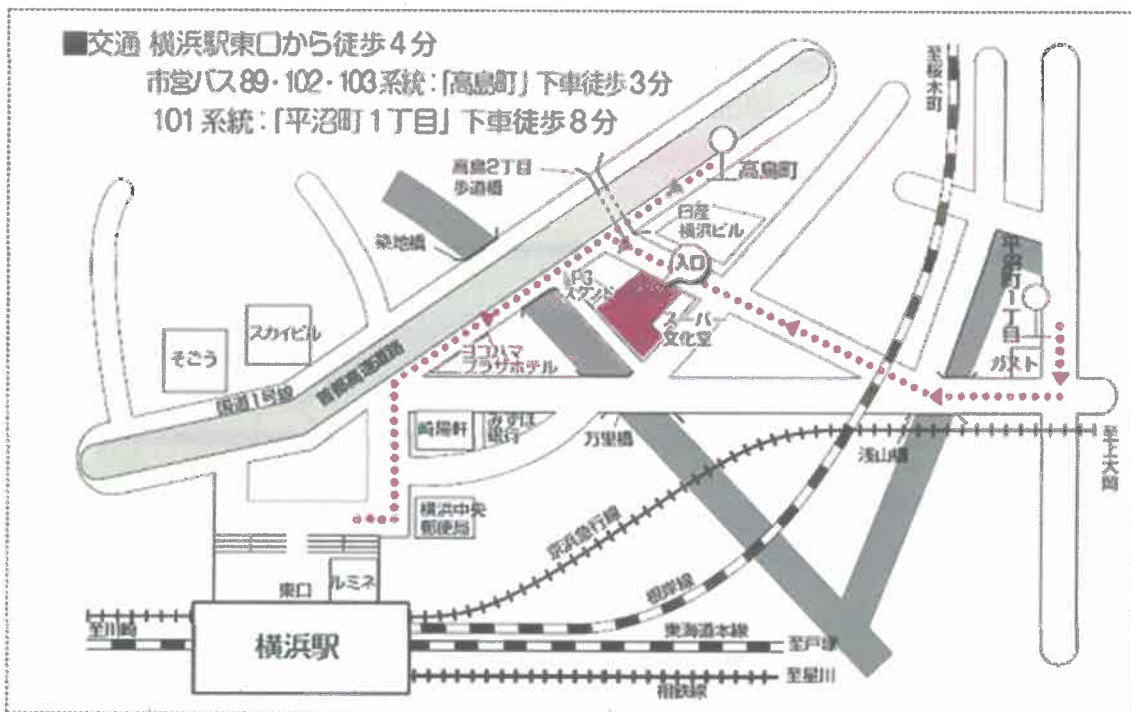 ■交通 横浜駅東口から徒歩4分
市営バス89・102・103系統：「高島町」下車徒歩3分
101系統：「平沼町1丁目」下車徒歩8分
至桜木町
高島2丁目
歩道橋
高島町
築地橋
日産
横浜ビル
入口
平沼町1丁目
スタンド
スーパー
文化堂
スカイビル
そごう
ヨコハマ
プラザホテル
ガスト
首都高速道路
国道1号線
崎陽軒
みずほ
銀行
万里橋
浅山橋
至上大岡
横浜中央
郵便局
京浜急行線
東口
ルミネ
根岸線
至川崎
横浜駅
東海道本線
至戸塚
至星川
相鉄線